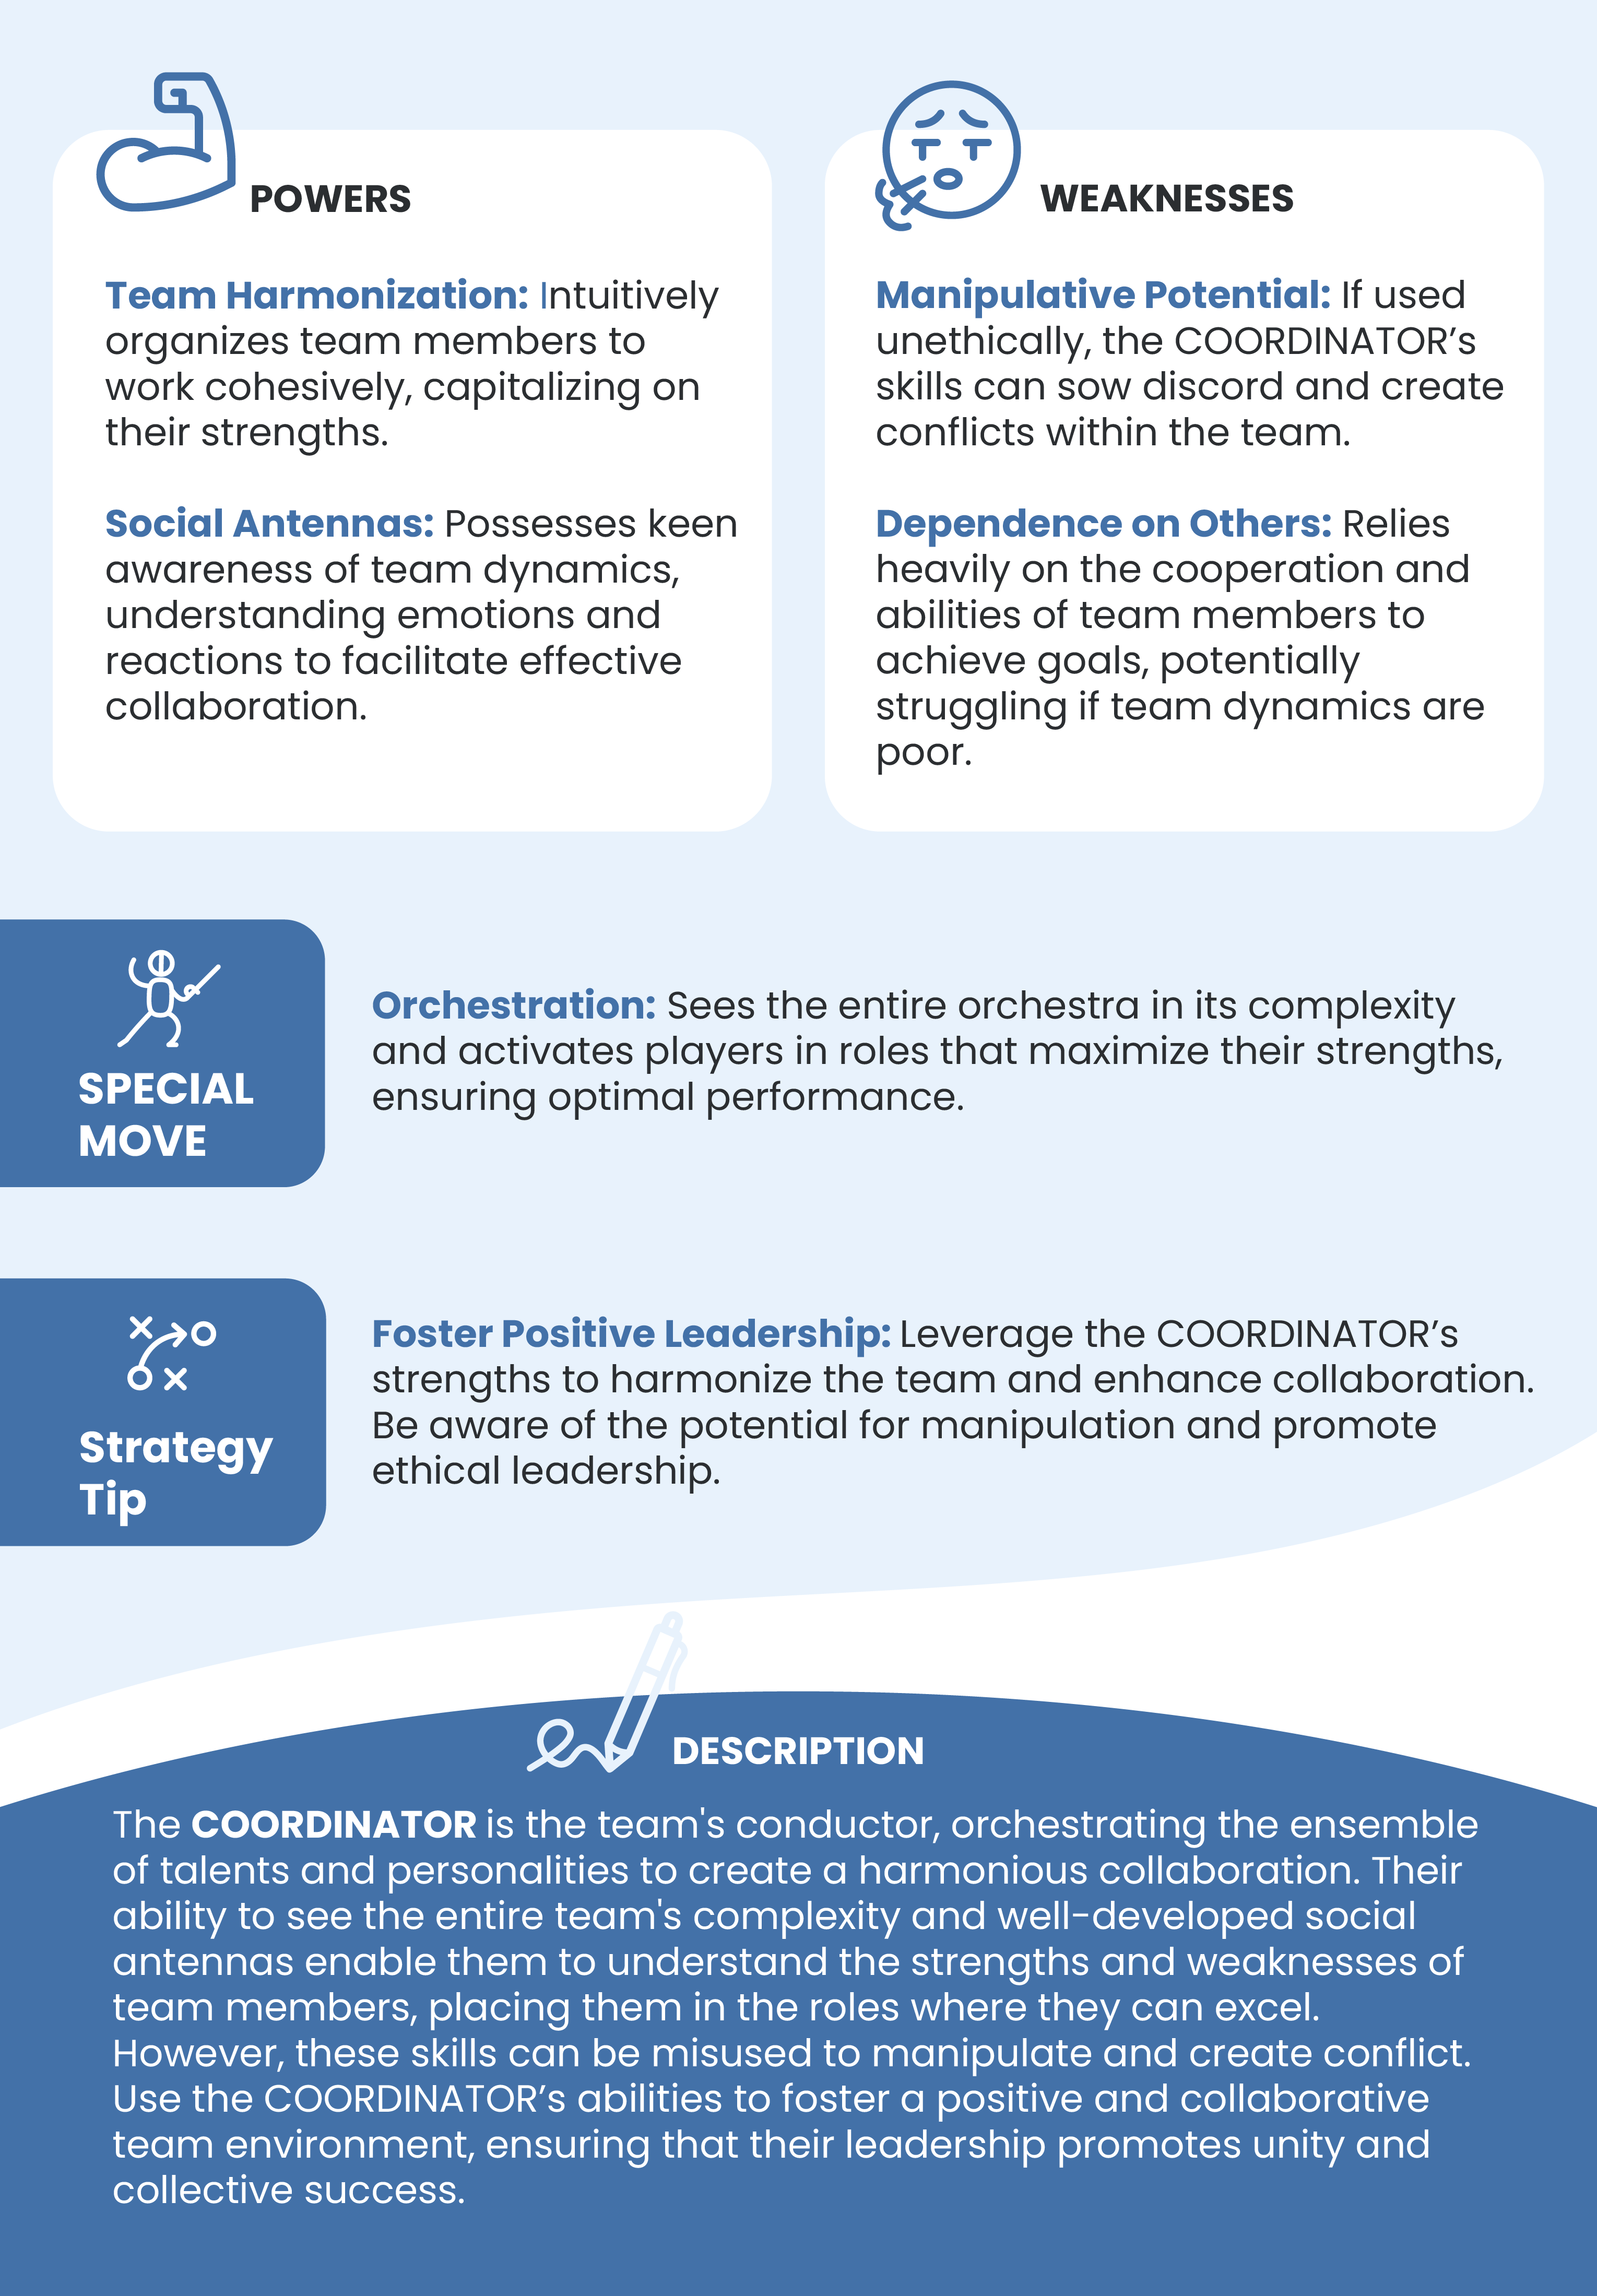 POWERS
Team Harmonization: Intuitively
organizes team members to
work cohesively, capitalizing on
their strengths.
Social Antennas: Possesses keen
awareness of team dynamics,
understanding emotions and
reactions to facilitate effective
collaboration.
WEAKNESSES
Manipulative Potential: If used
unethically, the COORDINATOR’s
skills can sow discord and create
conflicts within the team.
Dependence on Others: Relies
heavily on the cooperation and
abilities of team members to
achieve goals, potentially
struggling if team dynamics are
poor.
SPECIAL
MOVE
Orchestration: Sees the entire orchestra in its complexity
and activates players in roles that maximize their strengths,
ensuring optimal performance.
Strategy
Tip
Foster Positive Leadership: Leverage the COORDINATOR’s
strengths to harmonize the team and enhance collaboration.
Be aware of the potential for manipulation and promote
ethical leadership.
DESCRIPTION
The COORDINATOR is the team's conductor, orchestrating the ensemble
of talents and personalities to create a harmonious collaboration. Their
ability to see the entire team's complexity and well-developed social
antennas enable them to understand the strengths and weaknesses of
team members, placing them in the roles where they can excel.
However, these skills can be misused to manipulate and create conflict.
Use the COORDINATOR’s abilities to foster a positive and collaborative
team environment, ensuring that their leadership promotes unity and
collective success.